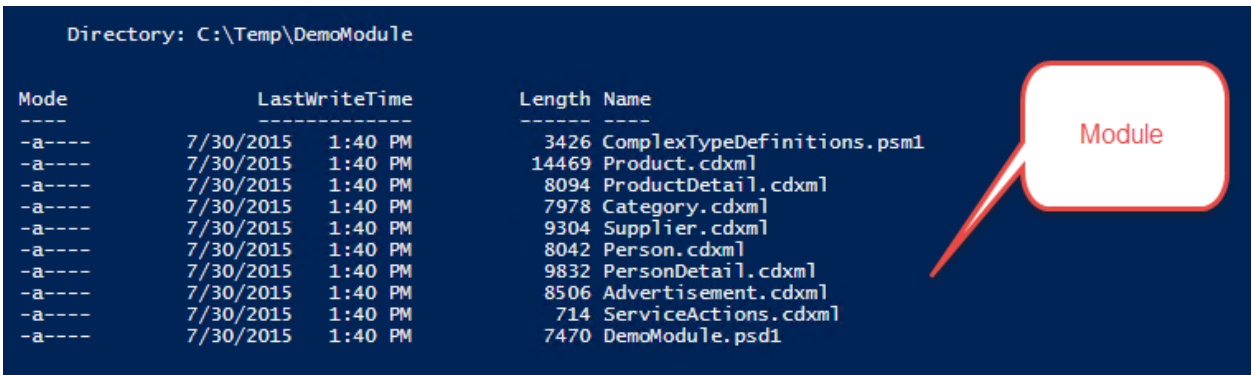 Directory: C:\Temp\DemoModule
Mode LastWriteTime Length Name
---- ------------- ------ ----
-a---- 7/30/2015 1:40 PM 3426 ComplexTypeDefinitions.psm1
-a---- 7/30/2015 1:40 PM 14469 Product.cdxml
-a---- 7/30/2015 1:40 PM 8094 ProductDetail.cdxml
-a---- 7/30/2015 1:40 PM 7978 Category.cdxml
-a---- 7/30/2015 1:40 PM 9304 Supplier.cdxml
-a---- 7/30/2015 1:40 PM 8042 Person.cdxml
-a---- 7/30/2015 1:40 PM 9832 PersonDetail.cdxml
-a---- 7/30/2015 1:40 PM 8506 Advertisement.cdxml
-a---- 7/30/2015 1:40 PM 714 ServiceActions.cdxml
-a---- 7/30/2015 1:40 PM 7470 DemoModule.psd1
Module